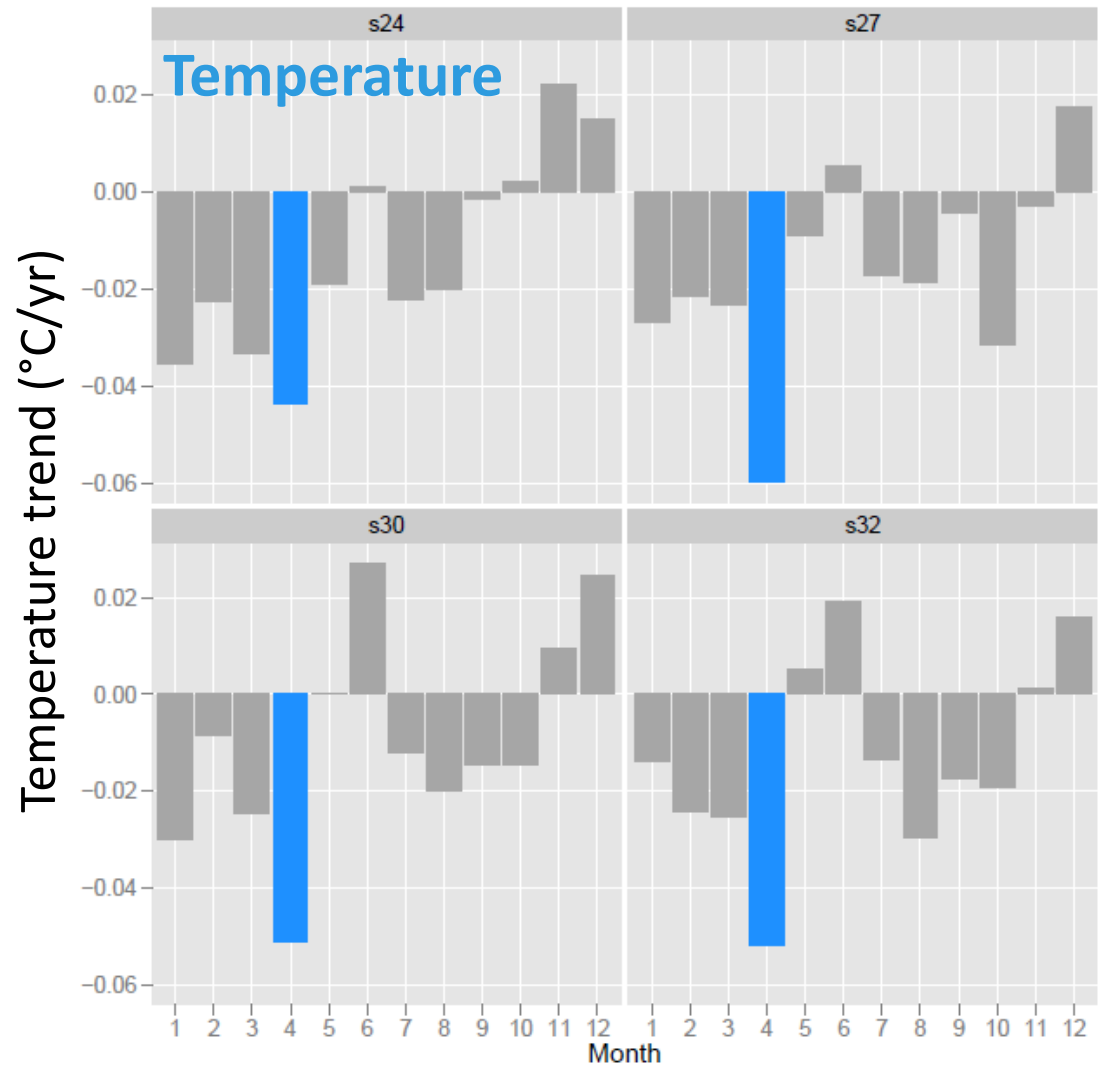 s24
s27
Temperature
0.02
0.00
−0.02
−0.04
−0.06
Temperature trend (°C/yr)
s30
s32
0.02
0.00
−0.02
−0.04
−0.06
1 2 3 4 5 6 7 8 9 10 11 12
1 2 3 4 5 6 7 8 9 10 11 12
Month